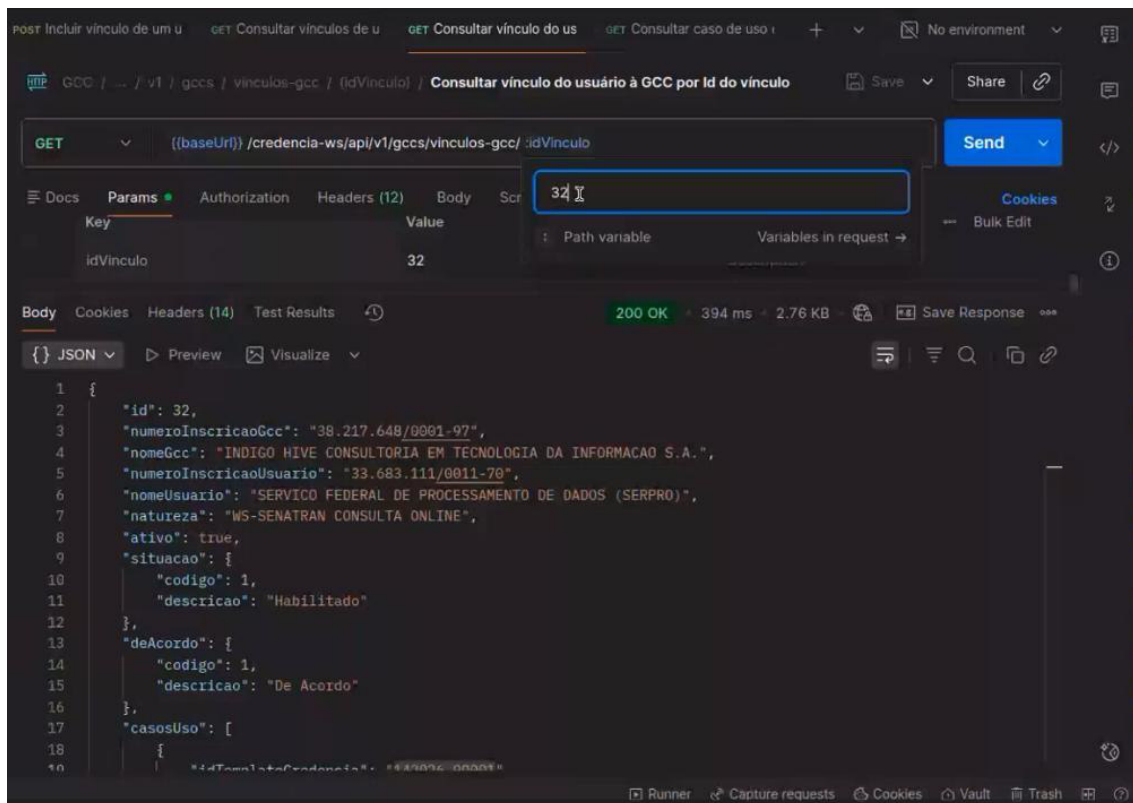 POST Incluir vínculo de um u GET Consultar vínculos de u GET Consultar vínculo do us GET Consultar caso de uso No environment
HTTP GCC / ... / v1 / gccs / vinculos-gcc / {idVinculo} / Consultar vínculo do usuário à GCC por Id do vínculo Save Share
GET {{baseUrl}} /credencia-ws/api/v1/gccs/vinculos-gcc/ :idVinculo Send
Docs Params Authorization Headers (12) Body Scr Cookies
32
Key Value Bulk Edit
Path variable Variables in request →
idVinculo 32
Body Cookies Headers (14) Test Results 200 OK 394 ms 2.76 KB Save Response
{} JSON Preview Visualize
1 {
2 "id": 32,
3 "numeroInscricaoGcc": "38.217.648/0001-97",
4 "nomeGcc": "INDIGO HIVE CONSULTORIA EM TECNOLOGIA DA INFORMACAO S.A.",
5 "numeroInscricaoUsuario": "33.683.111/0011-70",
6 "nomeUsuario": "SERVICO FEDERAL DE PROCESSAMENTO DE DADOS (SERPRO)",
7 "natureza": "WS-SENATRAN CONSULTA ONLINE",
8 "ativo": true,
9 "situacao": {
10 "codigo": 1,
11 "descricao": "Habilitado"
12 },
13 "deAcordo": {
14 "codigo": 1,
15 "descricao": "De Acordo"
16 },
17 "casosUso": [
18 {
19 "idTemplateCredencia":
Runner Capture requests Cookies Vault Trash